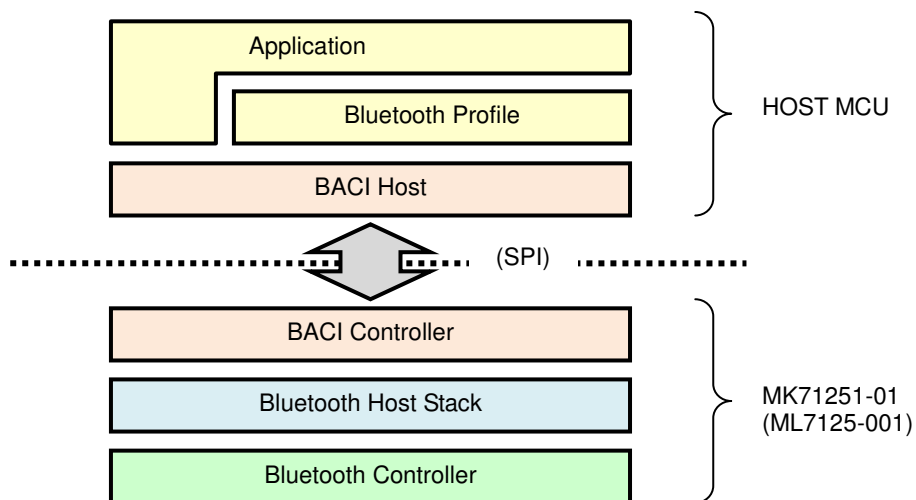 Application
Bluetooth Profile
HOST MCU
BACI Host
(SPI)
BACI Controller
Bluetooth Host Stack
MK71251-01
(ML7125-001)
Bluetooth Controller